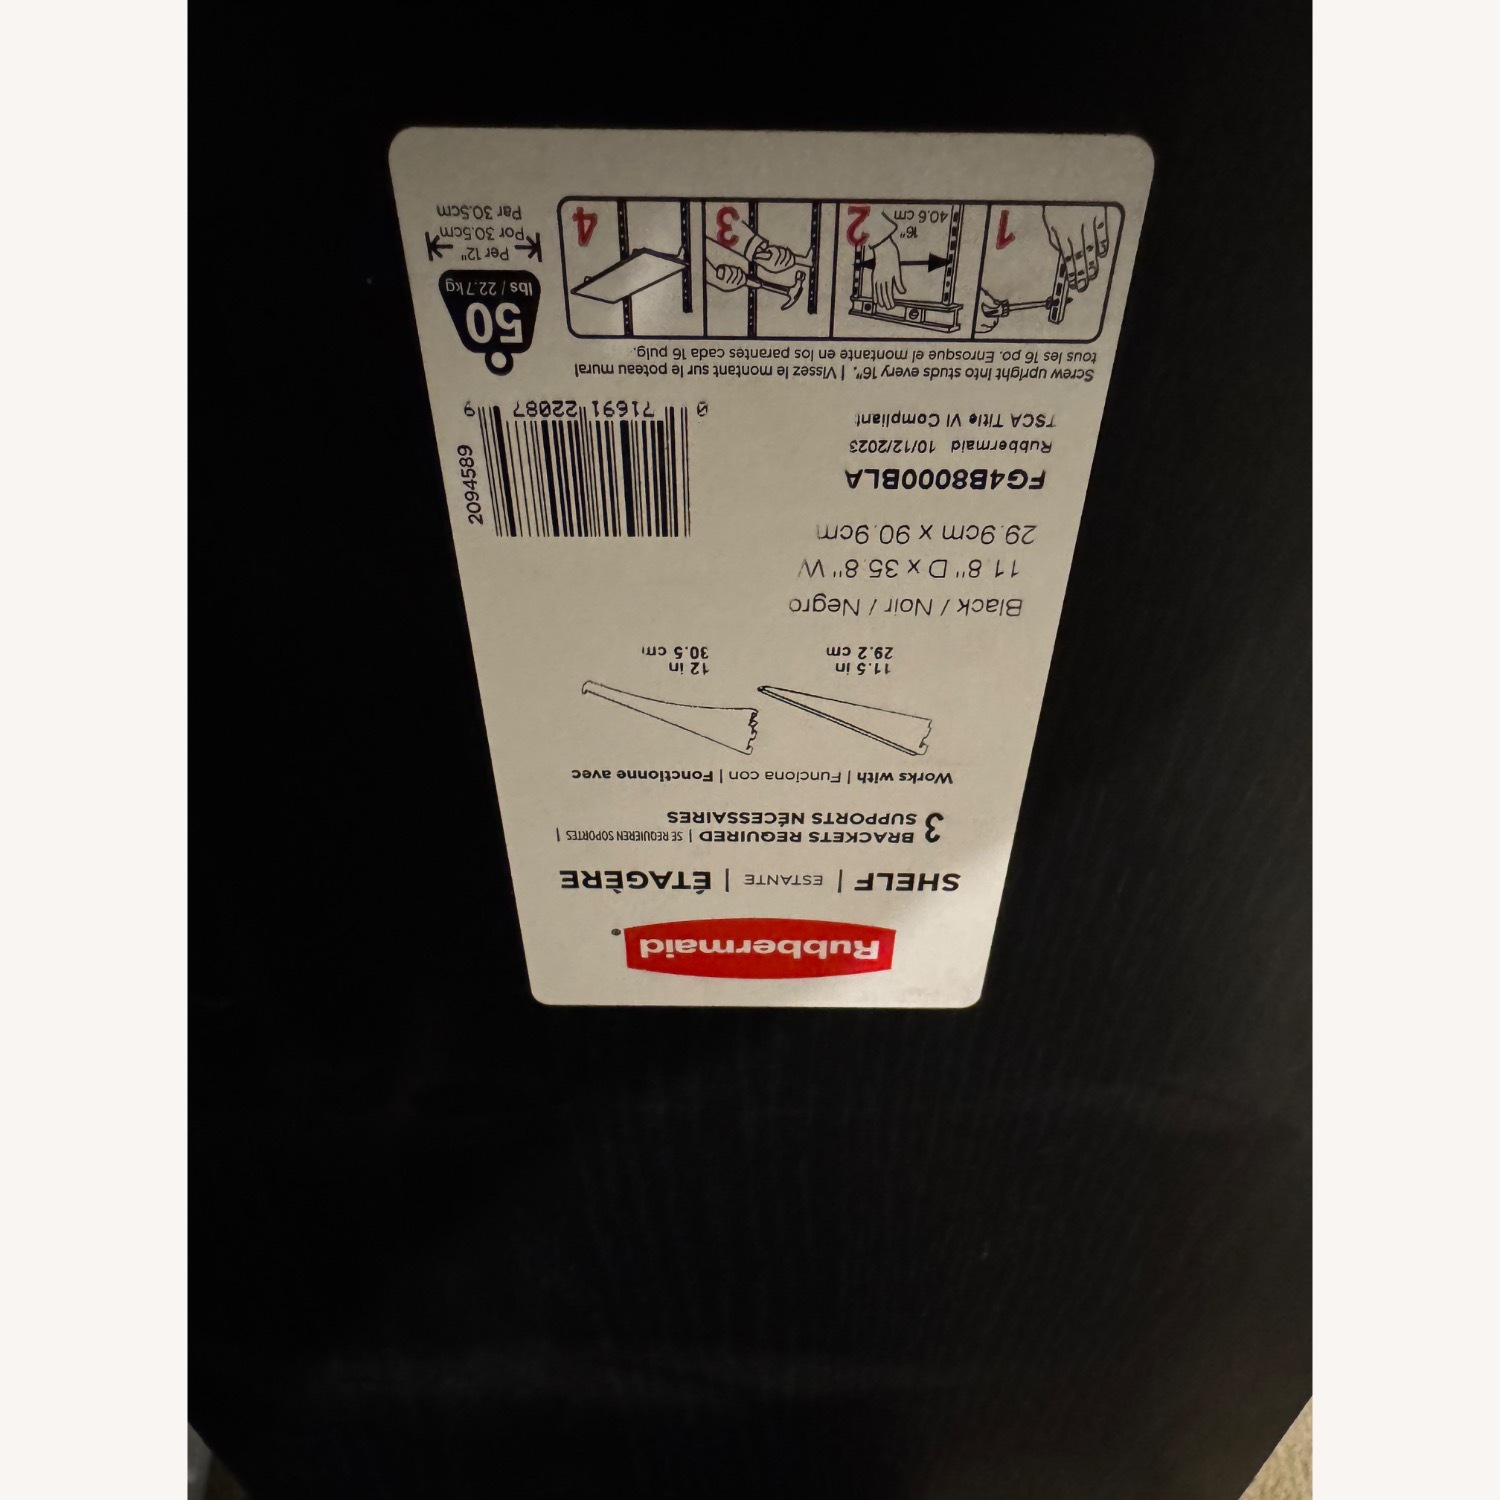 Rubbermaid
SHELF | ESTANTE | ÉTAGÈRE
3 BRACKETS REQUIRED | SE REQUIEREN SOPORTES |
SUPPORTS NÉCESSAIRES
Works with | Funciona con | Fonctionne avec
11.5 in
29.2 cm
12 in
30.5 cm
Black / Noir / Negro
11.8" D x 35.8" W
29.9cm x 90.9cm
FG4B8000BLA
Rubbermaid 10/12/2023
TSCA Title VI Compliant
2094589
0 71691 22087 9
Screw upright into studs every 16". | Vissez le montant sur le poteau mural
tous les 16 po. Enrosque el montante en los parantes cada 16 pulg.
1
2
16"
40.6 cm
3
4
50
lbs / 22.7kg
Per 12"
Por 30.5cm
Par 30.5cm